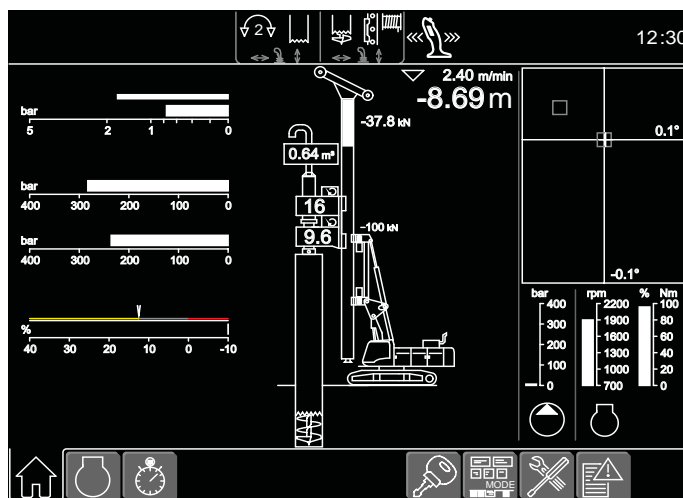 2
12:30
2.40 m/min
-8.69m
bar
5 2 1 0
-37.8 kN
0.64 m³
0.1°
bar
400 300 200 100 0
16
9.6
-100 kN
bar
400 300 200 100 0
-0.1°
bar rpm % Nm
400 2200 100
300 1900 80
200 1600 60
100 1300 40
0 1000 20
700 0
%
40 30 20 10 0 -10
MODE